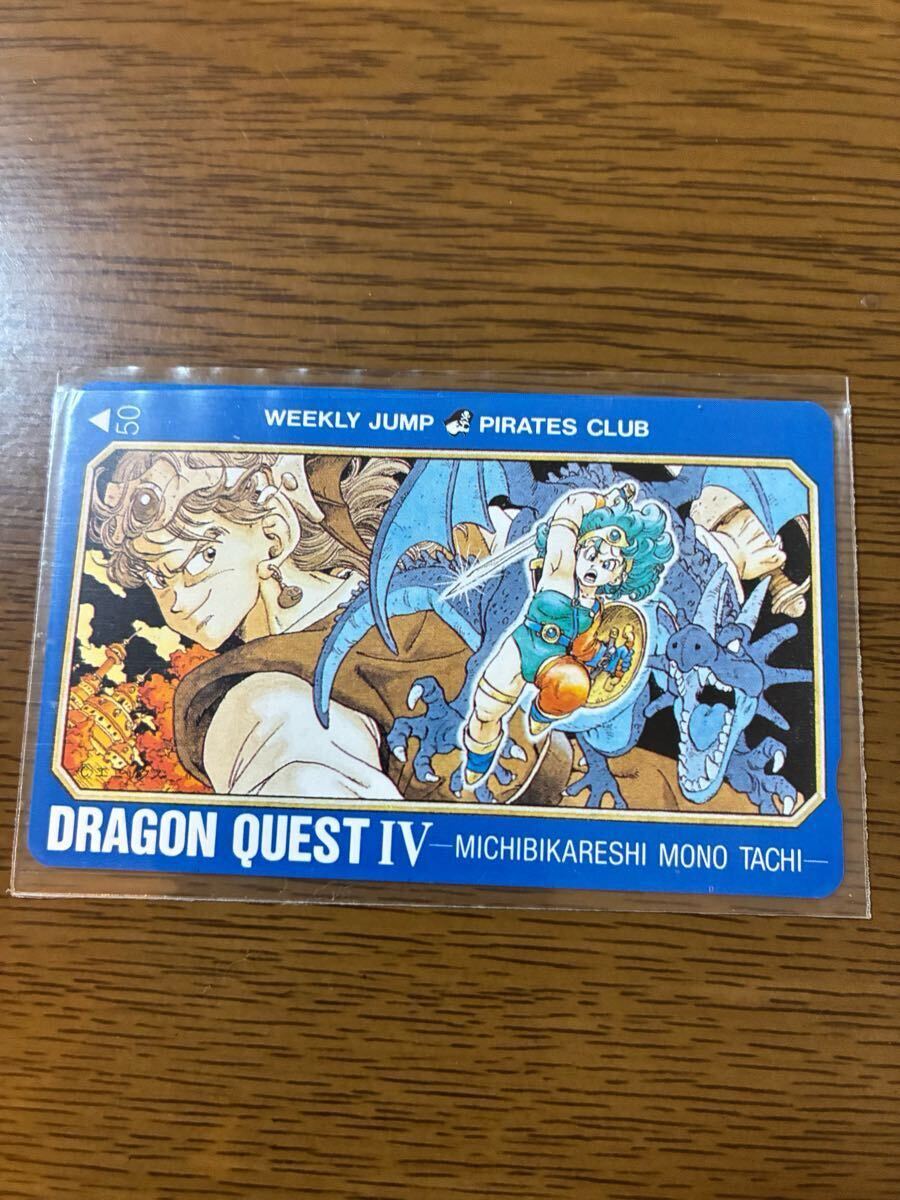 50
WEEKLY JUMP PIRATES CLUB
DRAGON QUEST IV —MICHIBIKARESHI MONO TACHI—